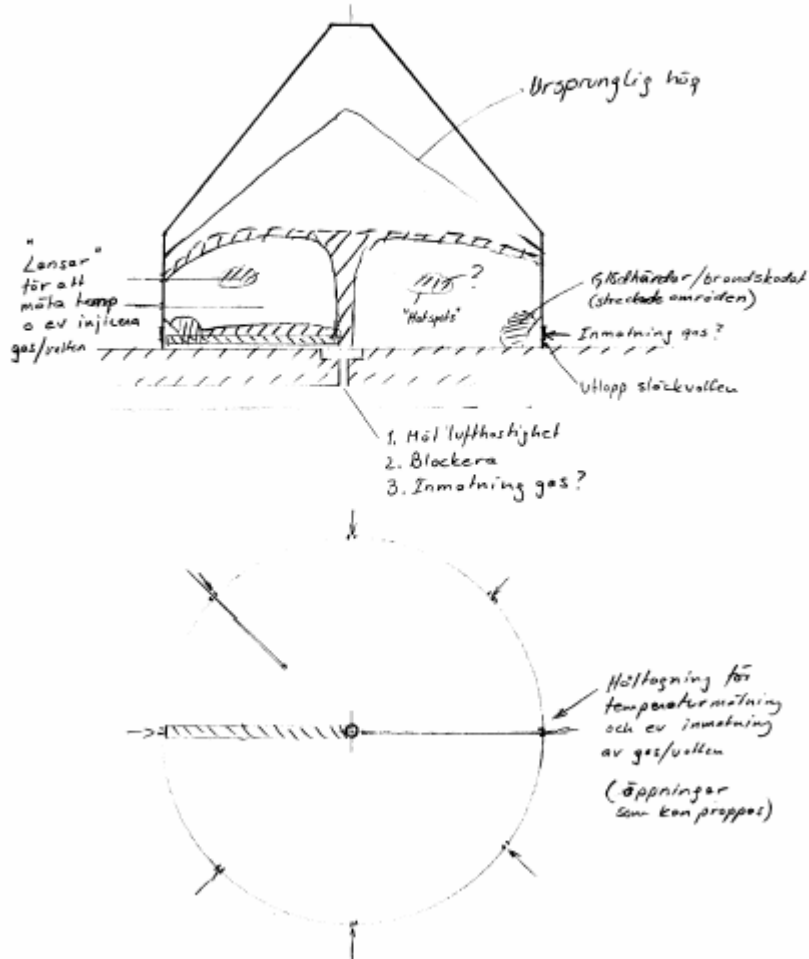 Ursprunglig hög
"Lansar"
för att
mäta temp
o ev injicera
gas/vatten
?
"Hotspots"
Glödhärdar/brandskadat
(streckade områden)
Inmatning gas?
Utlopp släckvatten
1. Mät lufthastighet
2. Blockera
3. Inmatning gas?
Håltagning för
temperaturmätning
och ev inmatning
av gas/vatten
(öppningar
som kan proppas)